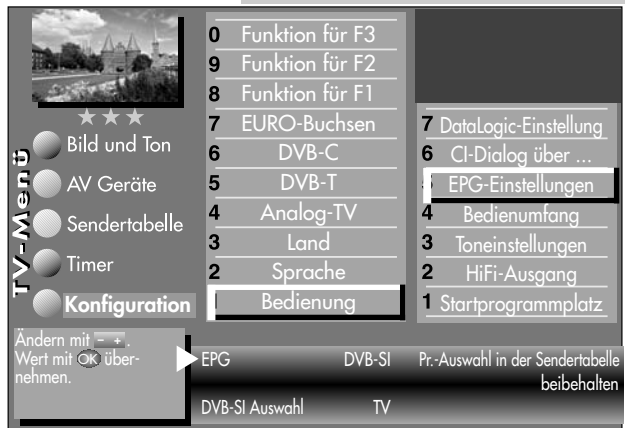 TV-Menü
Bild und Ton
AV Geräte
Sendertabelle
Timer
Konfiguration
0 Funktion für F3
9 Funktion für F2
8 Funktion für F1
7 EURO-Buchsen
6 DVB-C
5 DVB-T
4 Analog-TV
3 Land
2 Sprache
Bedienung
7 DataLogic-Einstellung
6 CI-Dialog über ...
5 EPG-Einstellungen
4 Bedienumfang
3 Toneinstellungen
2 HiFi-Ausgang
1 Startprogrammplatz
Ändern mit - + .
Wert mit OK über-
nehmen.
EPG DVB-SI
DVB-SI Auswahl TV
Pr.-Auswahl in der Sendertabelle
beibehalten